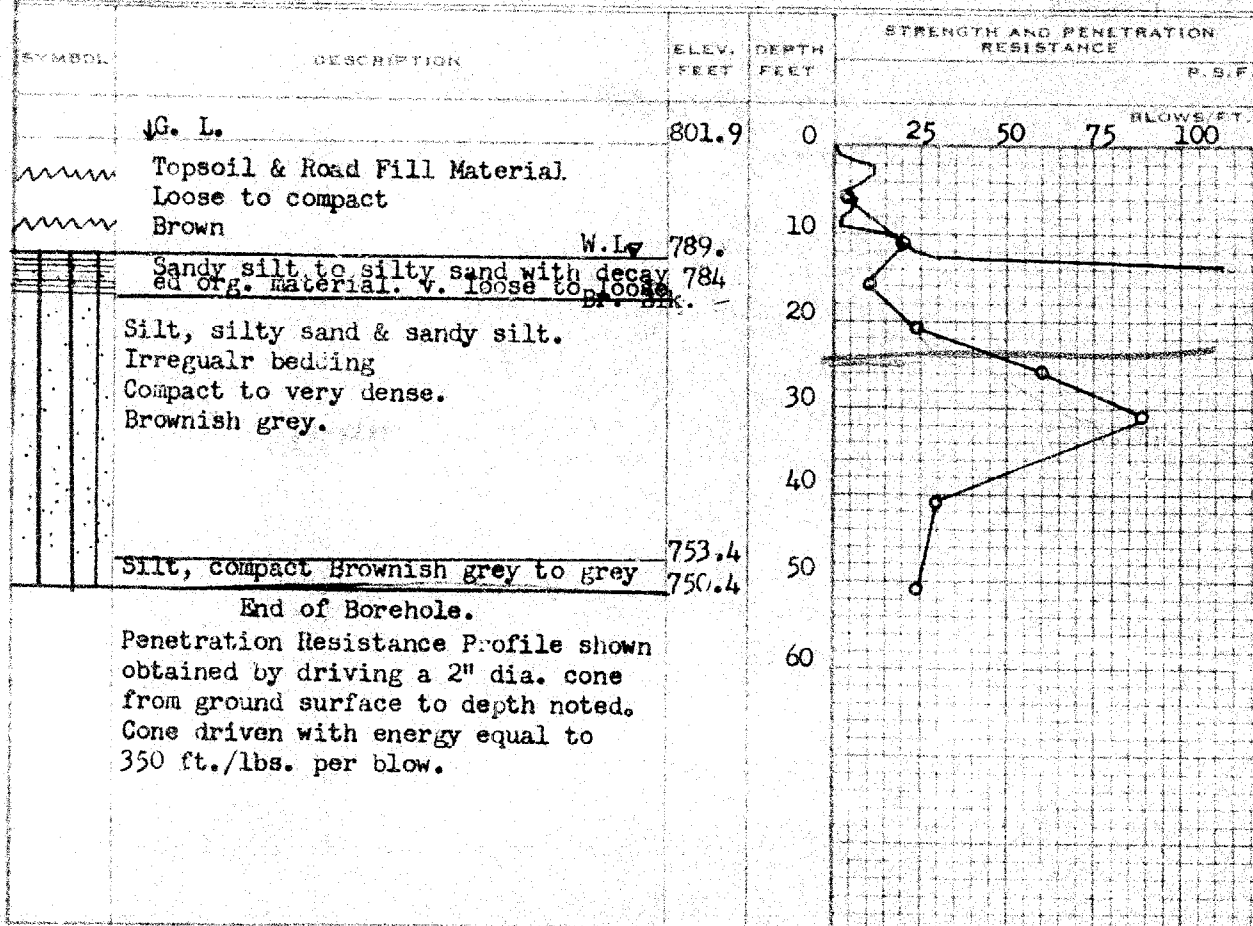 SYMBOL
DESCRIPTION
ELEV. FEET
DEPTH FEET
STRENGTH AND PENETRATION
RESISTANCE
P. S. F.
BLOWS/FT.
G. L. 801.9 0 25 50 75 100
Topsoil & Road Fill Material.
Loose to compact
Brown 10
W.L. 789.
Sandy silt to silty sand with decay 784
ed org. material. v. loose to loose
Br. Blk.
20
Silt, silty sand & sandy silt.
Irregualr bedding
Compact to very dense. 30
Brownish grey.
40
753.4
Silt, compact Brownish grey to grey 50
750.4
End of Borehole.
Penetration Resistance Profile shown 60
obtained by driving a 2" dia. cone
from ground surface to depth noted.
Cone driven with energy equal to
350 ft./lbs. per blow.